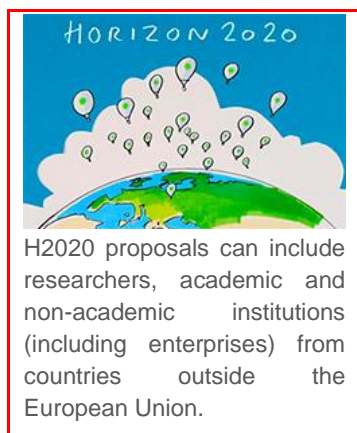 HORIZON 2020
H2020 proposals can include
researchers, academic and
non-academic institutions
(including enterprises) from
countries outside the
European Union.